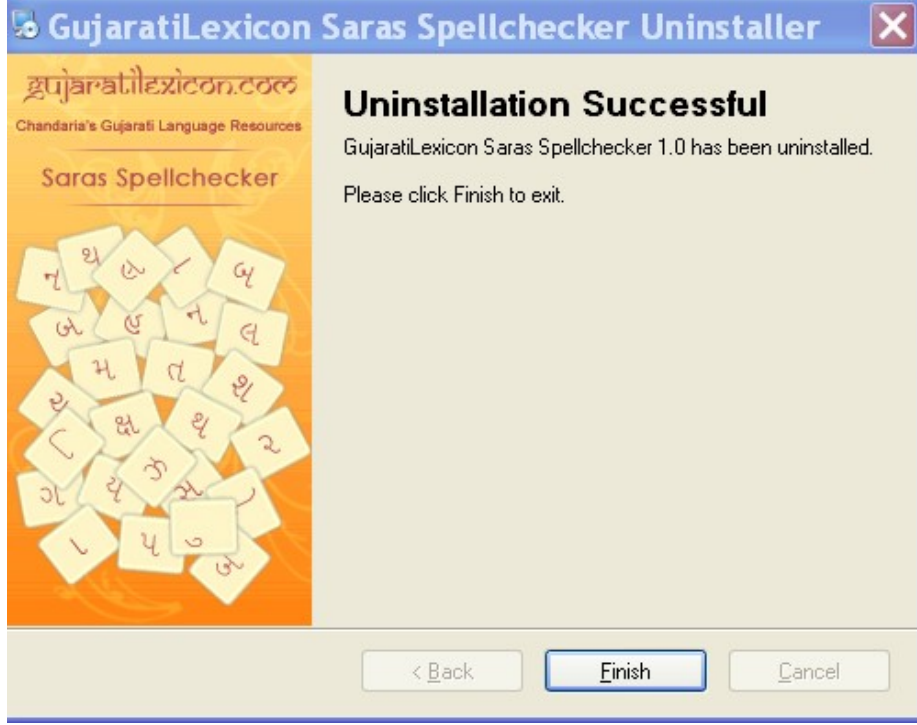 GujaratiLexicon Saras Spellchecker Uninstaller
gujaratilexicon.com
Chandaria's Gujarati Language Resources
Saras Spellchecker
Uninstallation Successful
GujaratiLexicon Saras Spellchecker 1.0 has been uninstalled.
Please click Finish to exit.
થ
બ
બ
ન
લ
મ
ત
શ
ક્ષ
થ
ર
ગ
ય
પ
< Back
Finish
Cancel